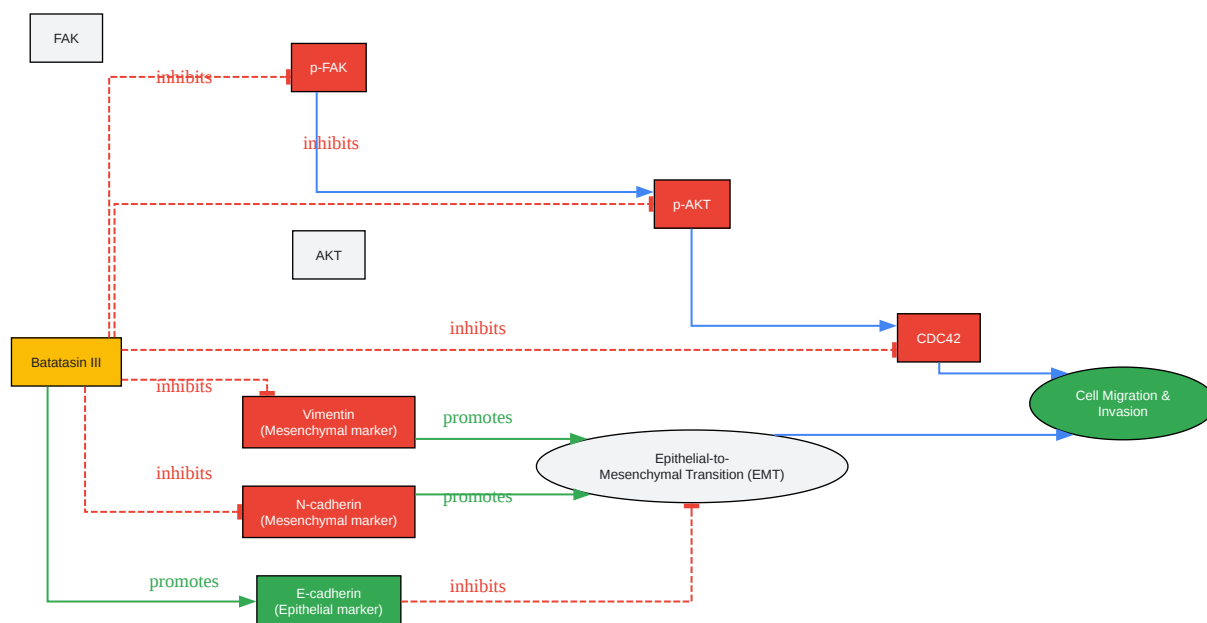 FAK
p-FAK
inhibits
inhibits
p-AKT
AKT
inhibits
CDC42
Batatasin III
inhibits
Cell Migration &
Invasion
Vimentin
(Mesenchymal marker)
promotes
Epithelial-to-
Mesenchymal Transition (EMT)
inhibits
N-cadherin
(Mesenchymal marker)
promotes
promotes
E-cadherin
(Epithelial marker)
inhibits